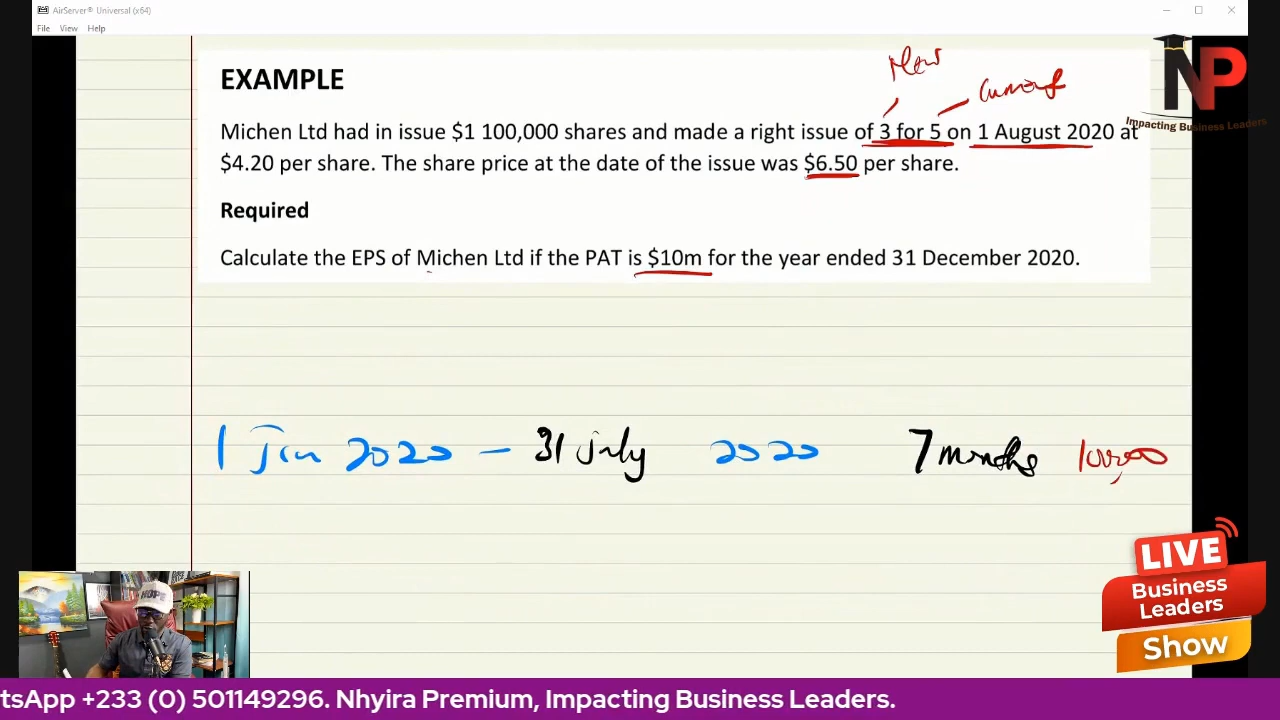 AirServer® Universal (x64)
File View Help
New
Current
NP
Impacting Business Leaders
EXAMPLE
Michen Ltd had in issue $1 100,000 shares and made a right issue of 3 for 5 on 1 August 2020 at
$4.20 per share. The share price at the date of the issue was $6.50 per share.
Required
Calculate the EPS of Michen Ltd if the PAT is $10m for the year ended 31 December 2020.
1 Jan 2020 – 31 july 2020 7 months 100,000
HOPE
LIVE
Business
Leaders
Show
tsApp +233 (0) 501149296. Nhyira Premium, Impacting Business Leaders.